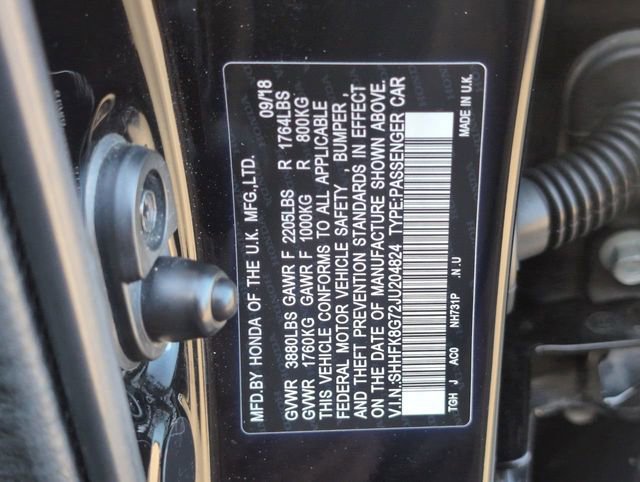 MFD.BY HONDA OF THE U.K. MFG.,LTD. 09/18
GVWR 3880LBS GAWR F 2205LBS R 1764LBS
GVWR 1760KG GAWR F 1000KG R 800KG
THIS VEHICLE CONFORMS TO ALL APPLICABLE
FEDERAL MOTOR VEHICLE SAFETY , BUMPER ,
AND THEFT PREVENTION STANDARDS IN EFFECT
ON THE DATE OF MANUFACTURE SHOWN ABOVE.
V.I.N.:SHHFK8G72JU204824 TYPE:PASSENGER CAR
TGH J AC0 NH731P .N .U
MADE IN U.K.